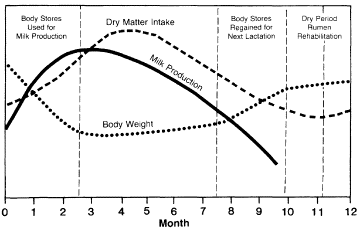 Body Stores
Used for
Milk Production
Dry Matter Intake
Body Stores
Regained for
Next Lactation
Dry Period
Rumen
Rehabilitation
Milk Production
Body Weight
0 1 2 3 4 5 6 7 8 9 10 11 12
Month